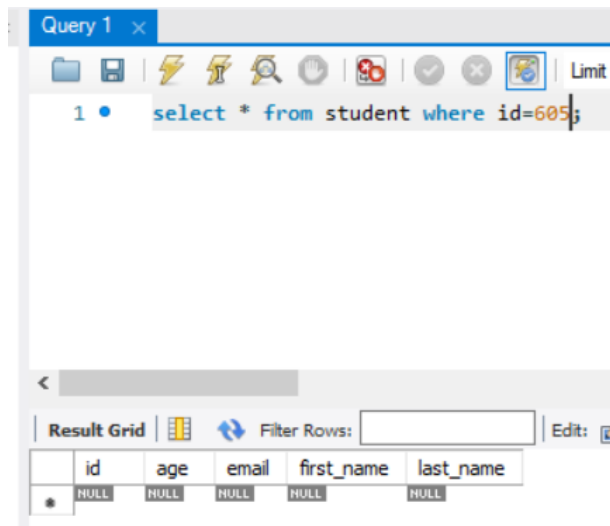 Query 1
Limit
1 select * from student where id=605;
Result Grid Filter Rows: Edit:
id age email first_name last_name
* NULL NULL NULL NULL NULL